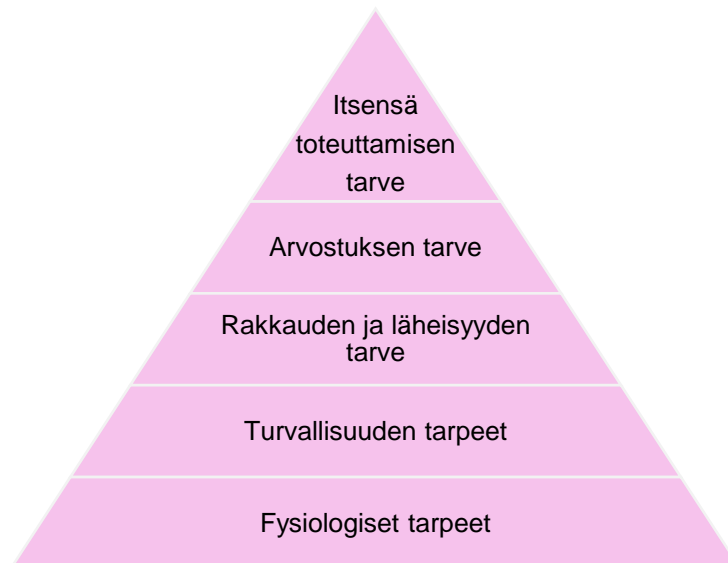 Itsensä
toteuttamisen
tarve
Arvostuksen tarve
Rakkauden ja läheisyyden
tarve
Turvallisuuden tarpeet
Fysiologiset tarpeet